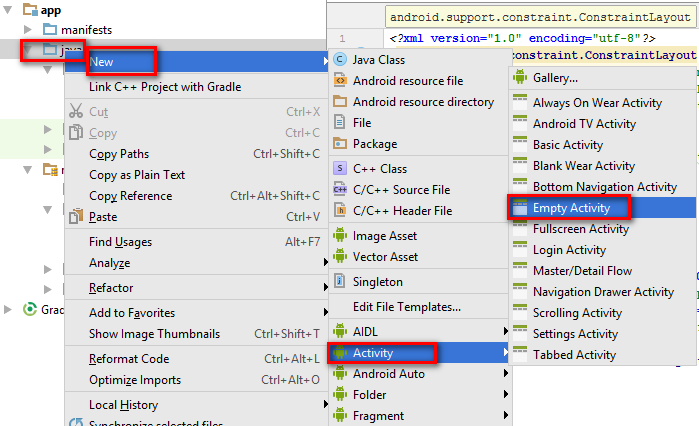 app
manifests
java
Grad
New
Link C++ Project with Gradle
Cut Ctrl+X
Copy Ctrl+C
Copy Paths Ctrl+Shift+C
Copy as Plain Text
Copy Reference Ctrl+Alt+Shift+C
Paste Ctrl+V
Find Usages Alt+F7
Analyze
Refactor
Add to Favorites
Show Image Thumbnails Ctrl+Shift+T
Reformat Code Ctrl+Alt+L
Optimize Imports Ctrl+Alt+O
Local History
Synchronize selected files
android.support.constraint.ConstraintLayout
1 <?xml version="1.0" encoding="utf-8"?>
constraint.ConstraintLayout
Java Class
Android resource file
Android resource directory
File
Package
C++ Class
C/C++ Source File
C/C++ Header File
Image Asset
Vector Asset
Singleton
Edit File Templates...
AIDL
Activity
Android Auto
Folder
Fragment
Gallery...
Always On Wear Activity
Android TV Activity
Basic Activity
Blank Wear Activity
Bottom Navigation Activity
Empty Activity
Fullscreen Activity
Login Activity
Master/Detail Flow
Navigation Drawer Activity
Scrolling Activity
Settings Activity
Tabbed Activity